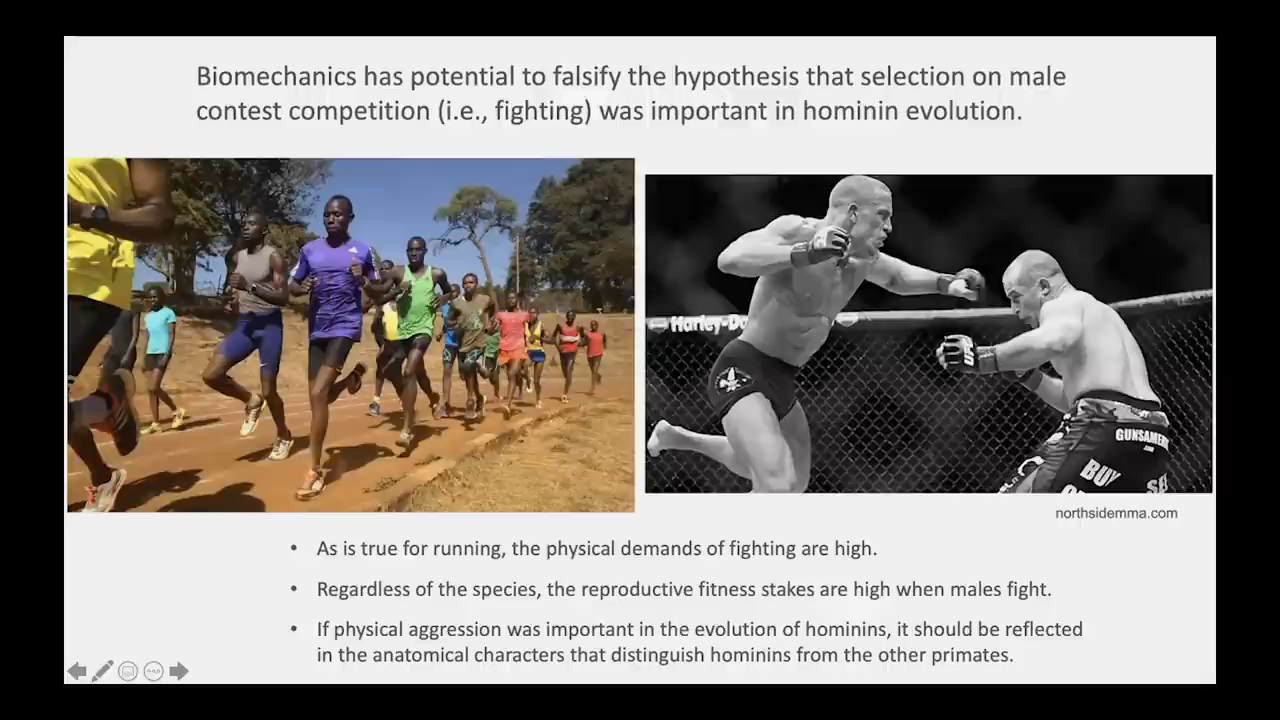 Biomechanics has potential to falsify the hypothesis that selection on male
contest competition (i.e., fighting) was important in hominin evolution.
Harley-Da
GUNSAMER
BUY
SE
northsidemma.com
• As is true for running, the physical demands of fighting are high.
• Regardless of the species, the reproductive fitness stakes are high when males fight.
• If physical aggression was important in the evolution of hominins, it should be reflected
in the anatomical characters that distinguish hominins from the other primates.